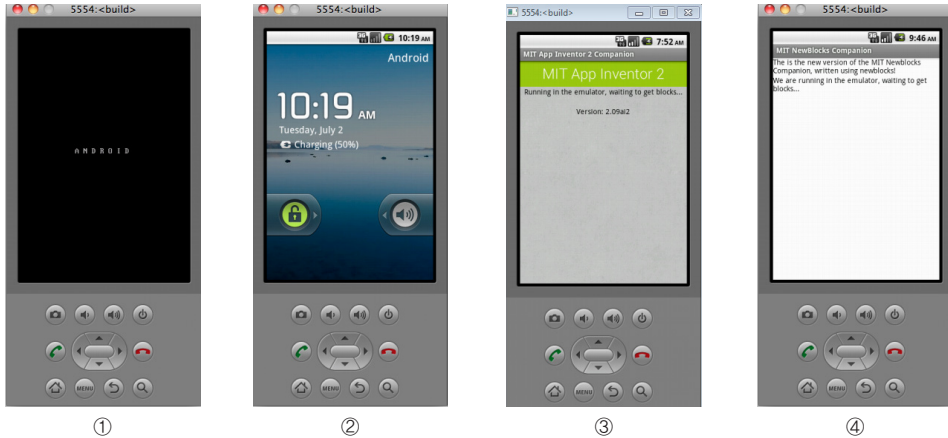 5554:<build>
ANDROID
MENU
①
5554:<build>
3G
10:19 AM
Android
10:19 AM
Tuesday, July 2
Charging (50%)
MENU
②
5554:<build>
3G
7:52 AM
MIT App Inventor 2 Companion
MIT App Inventor 2
Running in the emulator, waiting to get blocks...
Version: 2.09ai2
MENU
③
5554:<build>
3G
9:46 AM
MIT NewBlocks Companion
The is the new version of the MIT Newblocks
Companion, written using newblocks!
We are running in the emulator, waiting to get
blocks...
MENU
④